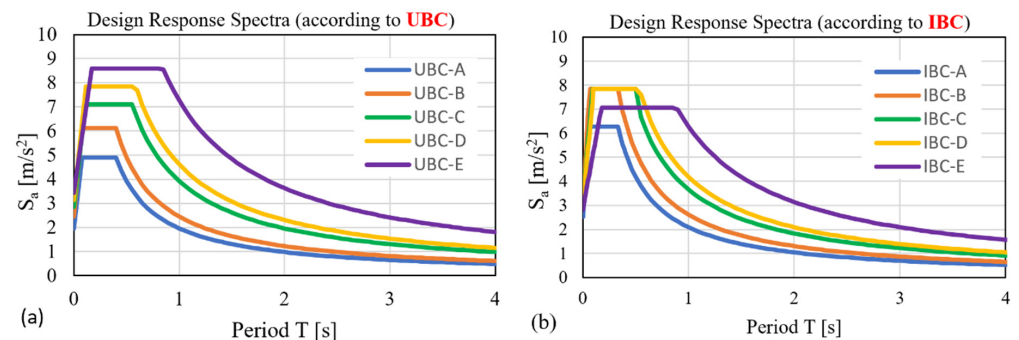 Design Response Spectra (according to UBC)
10
9
8
7
6
5
4
3
2
1
0
Sa [m/s²]
UBC-A
UBC-B
UBC-C
UBC-D
UBC-E
0 1 2 3 4
Period T [s]
(a)
Design Response Spectra (according to IBC)
10
9
8
7
6
5
4
3
2
1
0
Sa [m/s²]
IBC-A
IBC-B
IBC-C
IBC-D
IBC-E
0 1 2 3 4
Period T [s]
(b)